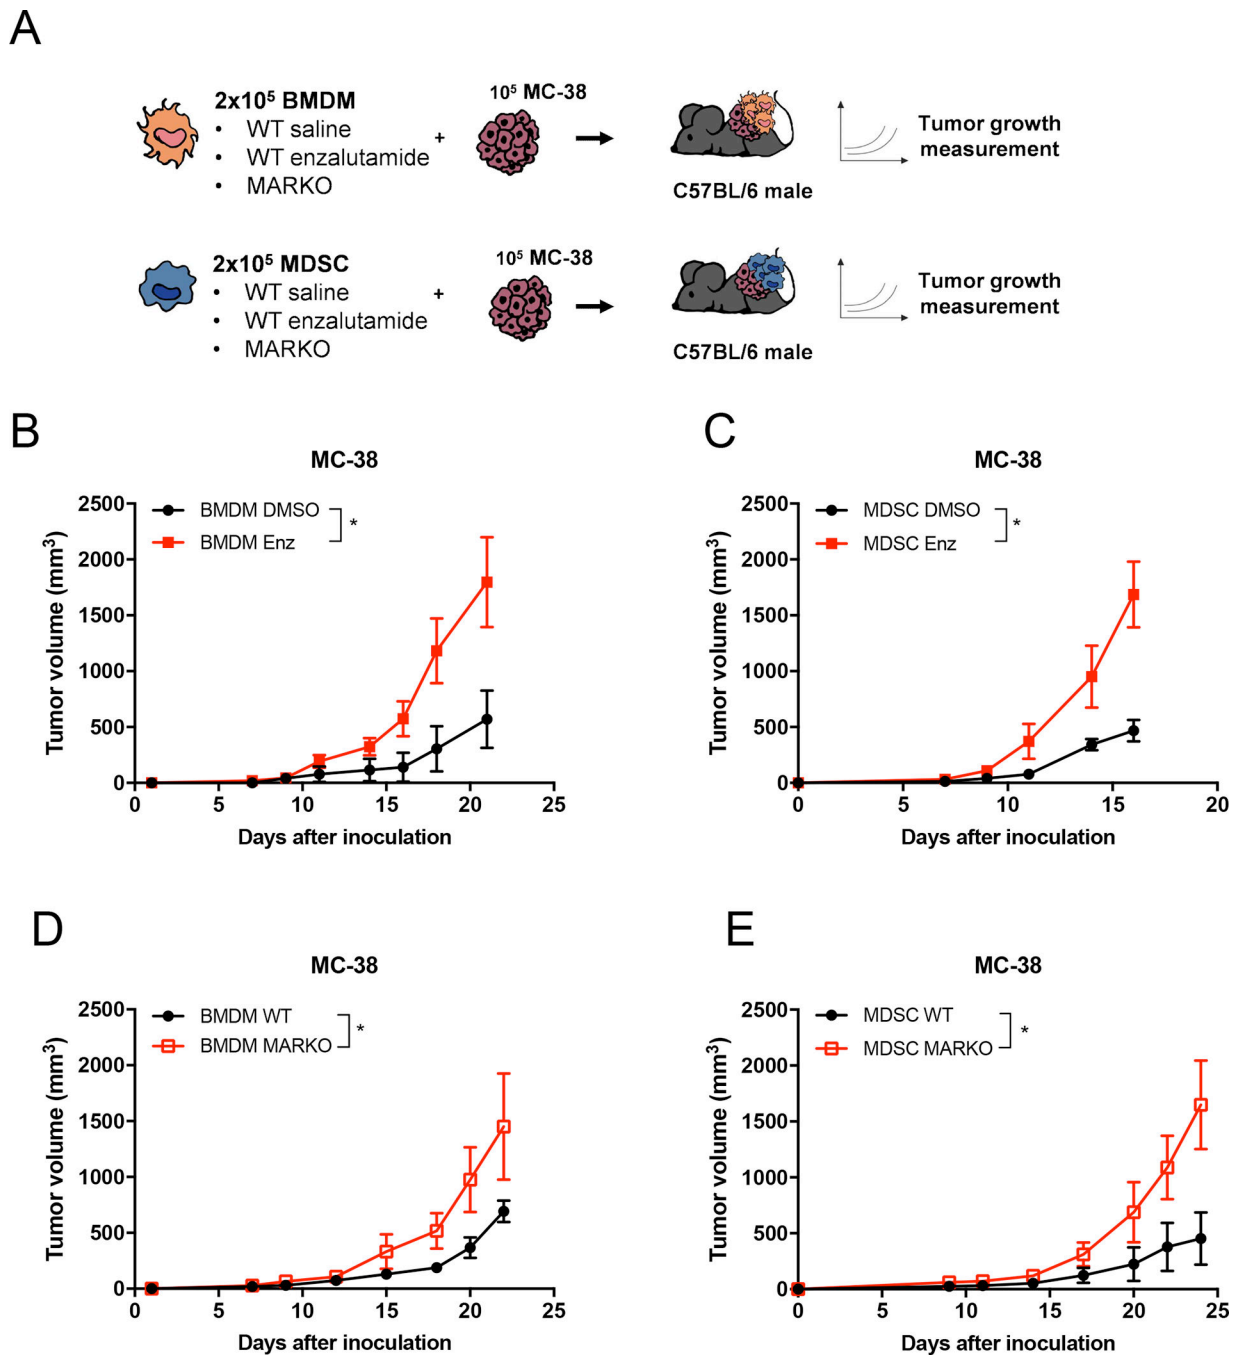 A
2x10⁵ BMDM
• WT saline
• WT enzalutamide
• MARKO
+
10⁵ MC-38
C57BL/6 male
Tumor growth
measurement
2x10⁵ MDSC
• WT saline
• WT enzalutamide
• MARKO
+
10⁵ MC-38
C57BL/6 male
Tumor growth
measurement
B
MC-38
BMDM DMSO
BMDM Enz
*
Tumor volume (mm³)
2500
2000
1500
1000
500
0
0 5 10 15 20 25
Days after inoculation
C
MC-38
MDSC DMSO
MDSC Enz
*
Tumor volume (mm³)
2500
2000
1500
1000
500
0
0 5 10 15 20
Days after inoculation
D
MC-38
BMDM WT
BMDM MARKO
*
Tumor volume (mm³)
2500
2000
1500
1000
500
0
0 5 10 15 20 25
Days after inoculation
E
MC-38
MDSC WT
MDSC MARKO
*
Tumor volume (mm³)
2500
2000
1500
1000
500
0
0 5 10 15 20 25
Days after inoculation